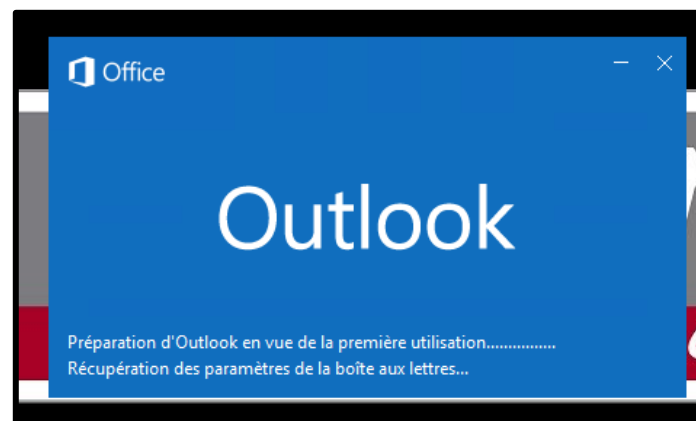 Office
Outlook
Préparation d'Outlook en vue de la première utilisation................
Récupération des paramètres de la boîte aux lettres...